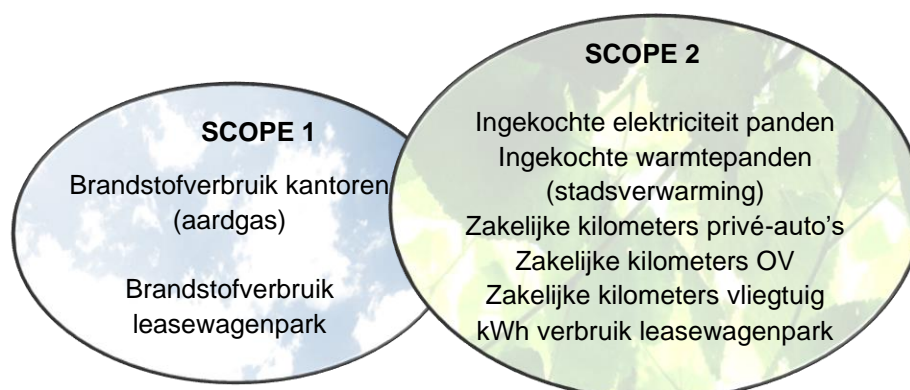 SCOPE 1
Brandstofverbruik kantoren
(aardgas)
Brandstofverbruik
leasewagenpark
SCOPE 2
Ingekochte elektriciteit panden
Ingekochte warmtepanden
(stadsverwarming)
Zakelijke kilometers privé-auto’s
Zakelijke kilometers OV
Zakelijke kilometers vliegtuig
kWh verbruik leasewagenpark